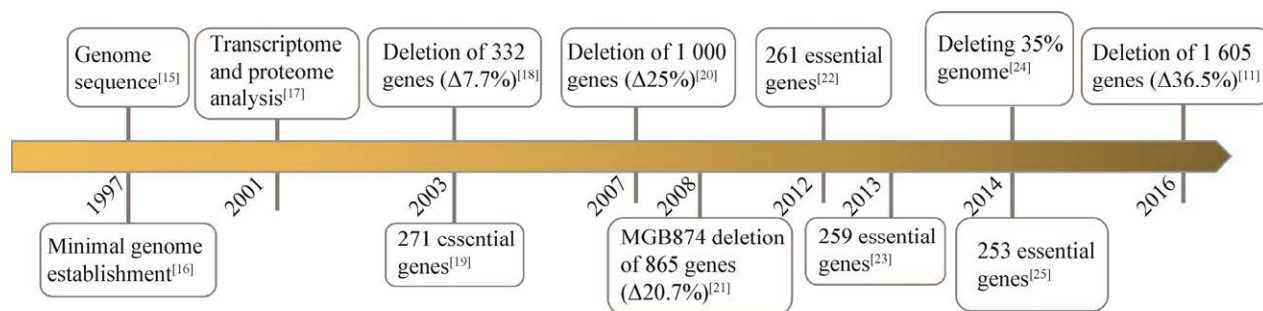 Genome
sequence[15]
Transcriptome
and proteome
analysis[17]
Deletion of 332
genes (Δ7.7%)[18]
Deletion of 1 000
genes (Δ25%)[20]
261 essential
genes[22]
Deleting 35%
genome[24]
Deletion of 1 605
genes (Δ36.5%)[11]
1997
2001
2003
2007
2008
2012
2013
2014
2016
Minimal genome
establishment[16]
271 csscntial
genes[19]
MGB874 deletion
of 865 genes
(Δ20.7%)[21]
259 essential
genes[23]
253 essential
genes[25]